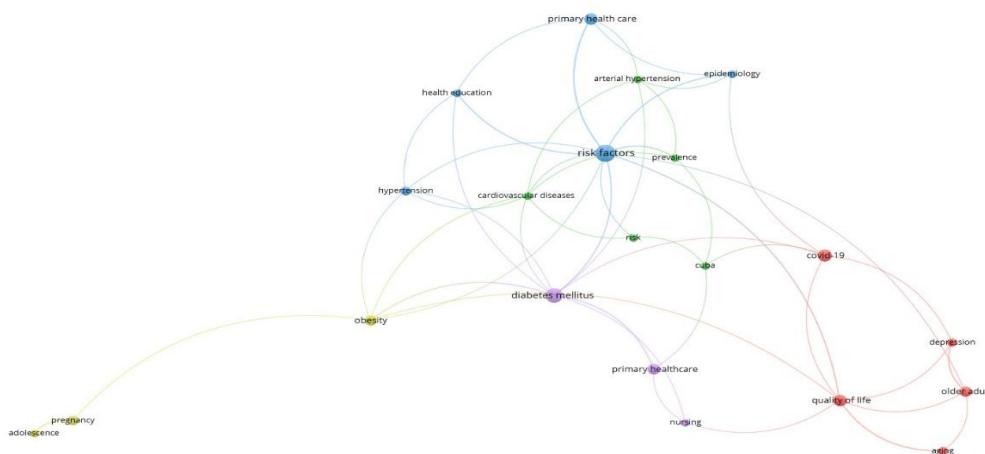 primary health care
epidemiology
arterial hypertension
health education
risk factors
prevalence
hypertension
cardiovascular diseases
risk
covid-19
cuba
diabetes mellitus
obesity
depression
primary healthcare
older adu
quality of life
pregnancy
nursing
adolescence
aging